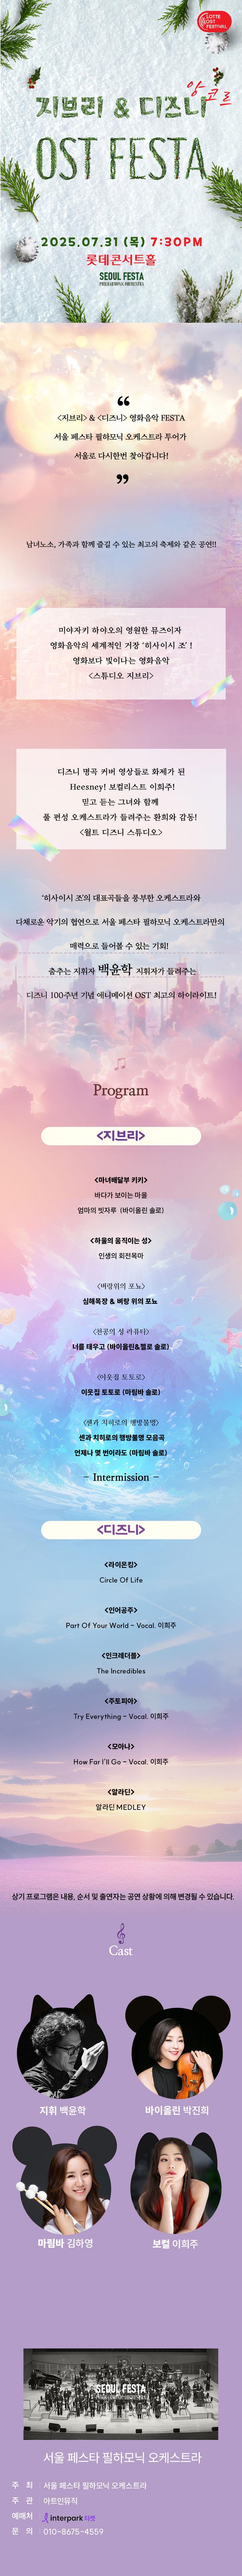 LOTTE
OST
FESTIVAL
앙코르
지브리 & 디즈니
OST FESTA
2025.07.31 (목) 7:30PM
롯데콘서트홀
SEOUL FESTA
PHILHARMONIC ORCHESTRA
“
<지브리> & <디즈니> 영화음악 FESTA
서울 페스타 필하모닉 오케스트라 투어가
서울로 다시한번 찾아갑니다!
”
남녀노소, 가족과 함께 즐길 수 있는 최고의 축제와 같은 공연!!
미야자키 하야오의 영원한 뮤즈이자
영화음악의 세계적인 거장 ‘히사이시 조’ !
영화보다 빛이나는 영화음악
<스튜디오 지브리>
디즈니 명곡 커버 영상들로 화제가 된
Heesney! 보컬리스트 이희주!
믿고 듣는 그녀와 함께
풀 편성 오케스트라가 들려주는 환희와 감동!
<월트 디즈니 스튜디오>
‘히사이시 조’의 대표곡들을 풍부한 오케스트라와
다채로운 악기의 협연으로 서울 페스타 필하모닉 오케스트라만의
매력으로 들어볼 수 있는 기회!
춤추는 지휘자 백윤학 지휘자가 들려주는
디즈니 100주년 기념 애니메이션 OST 최고의 하이라이트!
Program
<지브리>
<마녀배달부 키키>
바다가 보이는 마을
엄마의 빗자루 (바이올린 솔로)
<하울의 움직이는 성>
인생의 회전목마
<벼랑위의 포뇨>
심해목장 & 벼랑 위의 포뇨
<천공의 성 라퓨타>
너를 태우고 (바이올린&첼로 솔로)
<이웃집 토토로>
이웃집 토토로 (마림바 솔로)
<센과 치히로의 행방불명>
센과 치히로의 행방불명 모음곡
언제나 몇 번이라도 (마림바 솔로)
- Intermission -
<디즈니>
<라이온킹>
Circle Of Life
<인어공주>
Part Of Your World - Vocal. 이희주
<인크레더블>
The Incredibles
<주토피아>
Try Everything - Vocal. 이희주
<모아나>
How Far I'll Go - Vocal. 이희주
<알라딘>
알라딘 MEDLEY
상기 프로그램은 내용, 순서 및 출연자는 공연 상황에 의해 변경될 수 있습니다.
Cast
지휘 백윤학
바이올린 박진희
마림바 김하영
보컬 이희주
SEOUL FESTA
서울 페스타 필하모닉 오케스트라
주 최 서울 페스타 필하모닉 오케스트라
주 관 아트인뮤직
예매처 interpark 티켓
문 의 010-8675-4559